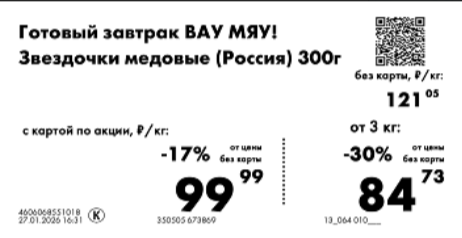 Готовый завтрак ВАУ МЯУ!
Звездочки медовые (Россия) 300г
без карты, ₽/кг:
121 05
с картой по акции, ₽/кг:
-17% от цены без карты
99 99
от 3 кг:
-30% от цены без карты
84 73
4606068551018
27.01.2026 16:31
К
350505 673869
13_064 010___